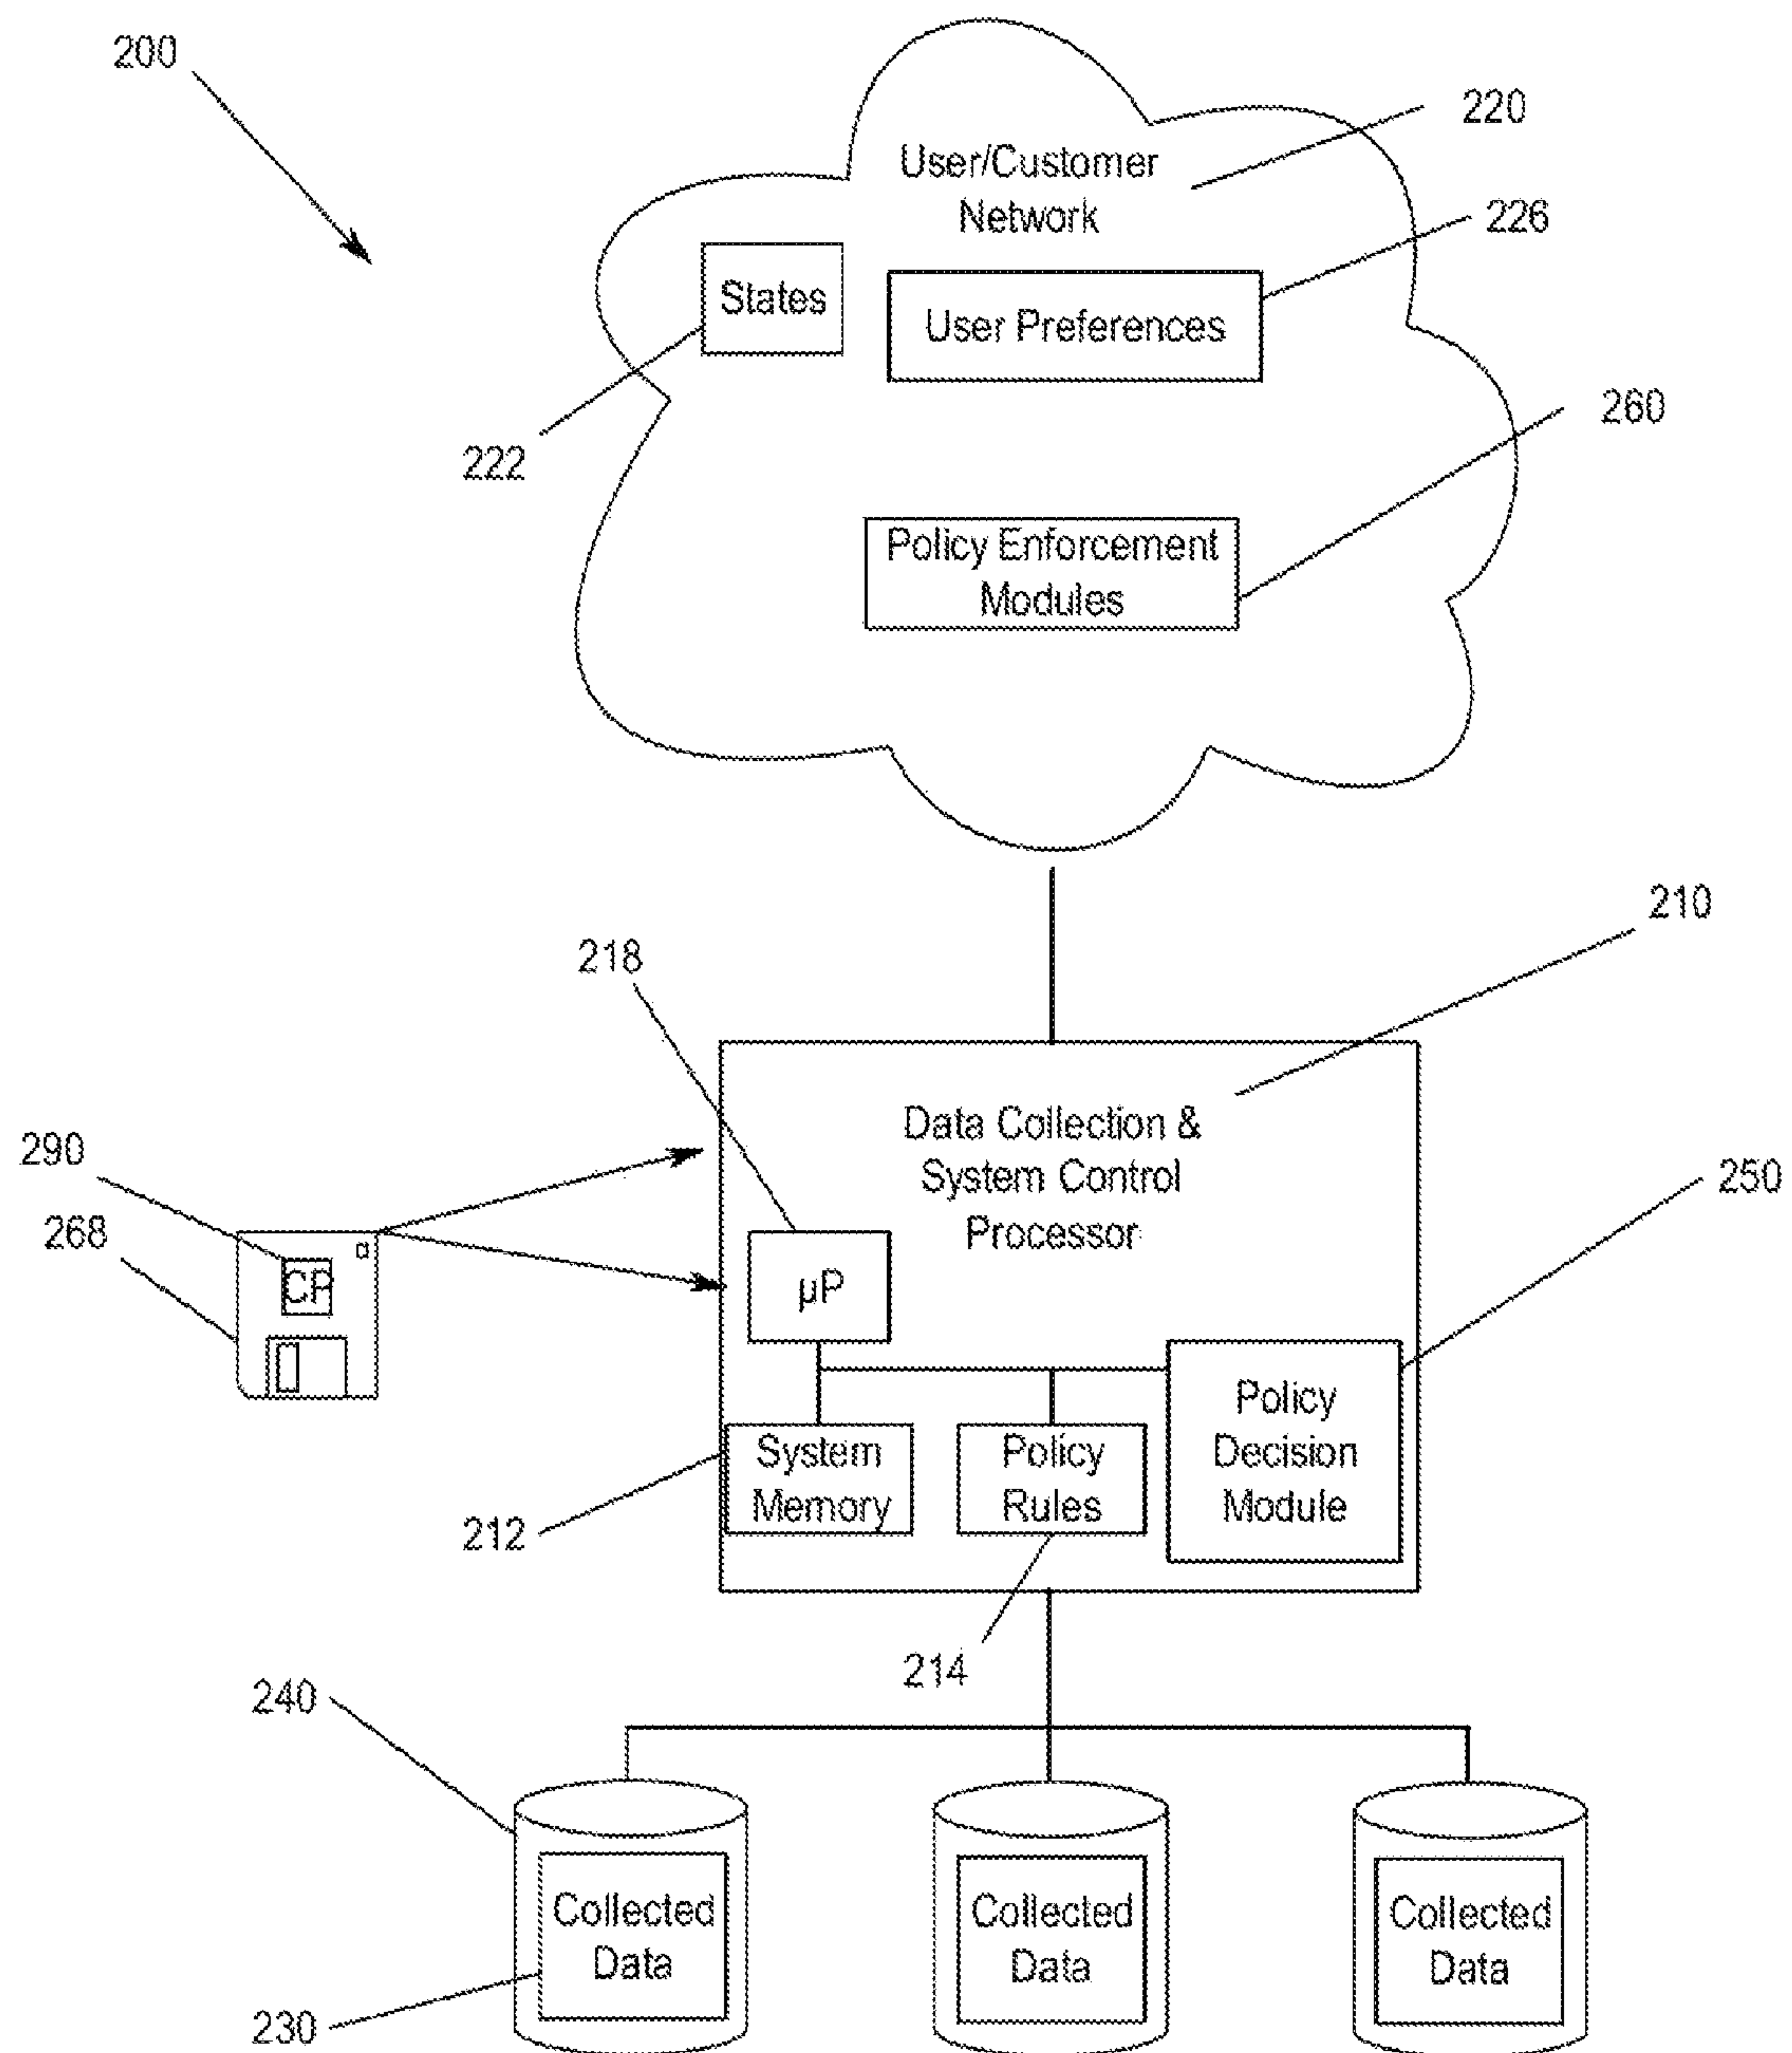 200
220
User/Customer
Network
226
States
User Preferences
260
222
Policy Enforcement
Modules
210
218
Data Collection &
System Control
Processor
290
250
268
CP
µP
Policy
Decision
Module
System
Memory
Policy
Rules
212
214
240
Collected
Data
Collected
Data
Collected
Data
230